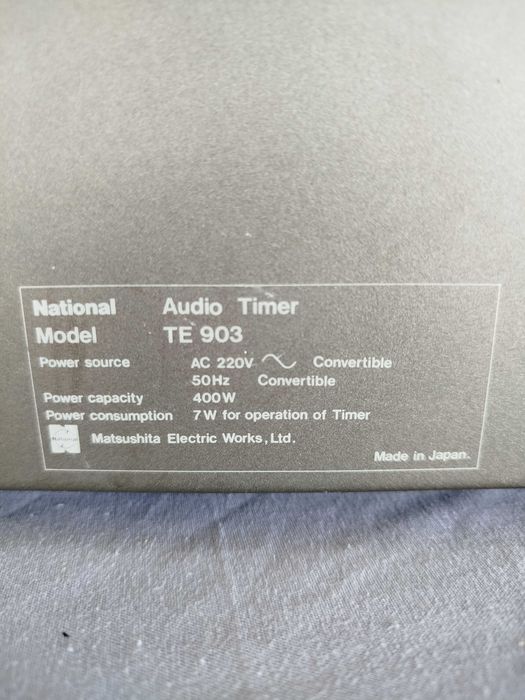 National Audio Timer
Model TE 903
Power source AC 220V ~ Convertible
50Hz Convertible
Power capacity 400W
Power consumption 7W for operation of Timer
National Matsushita Electric Works, Ltd.
Made in Japan.